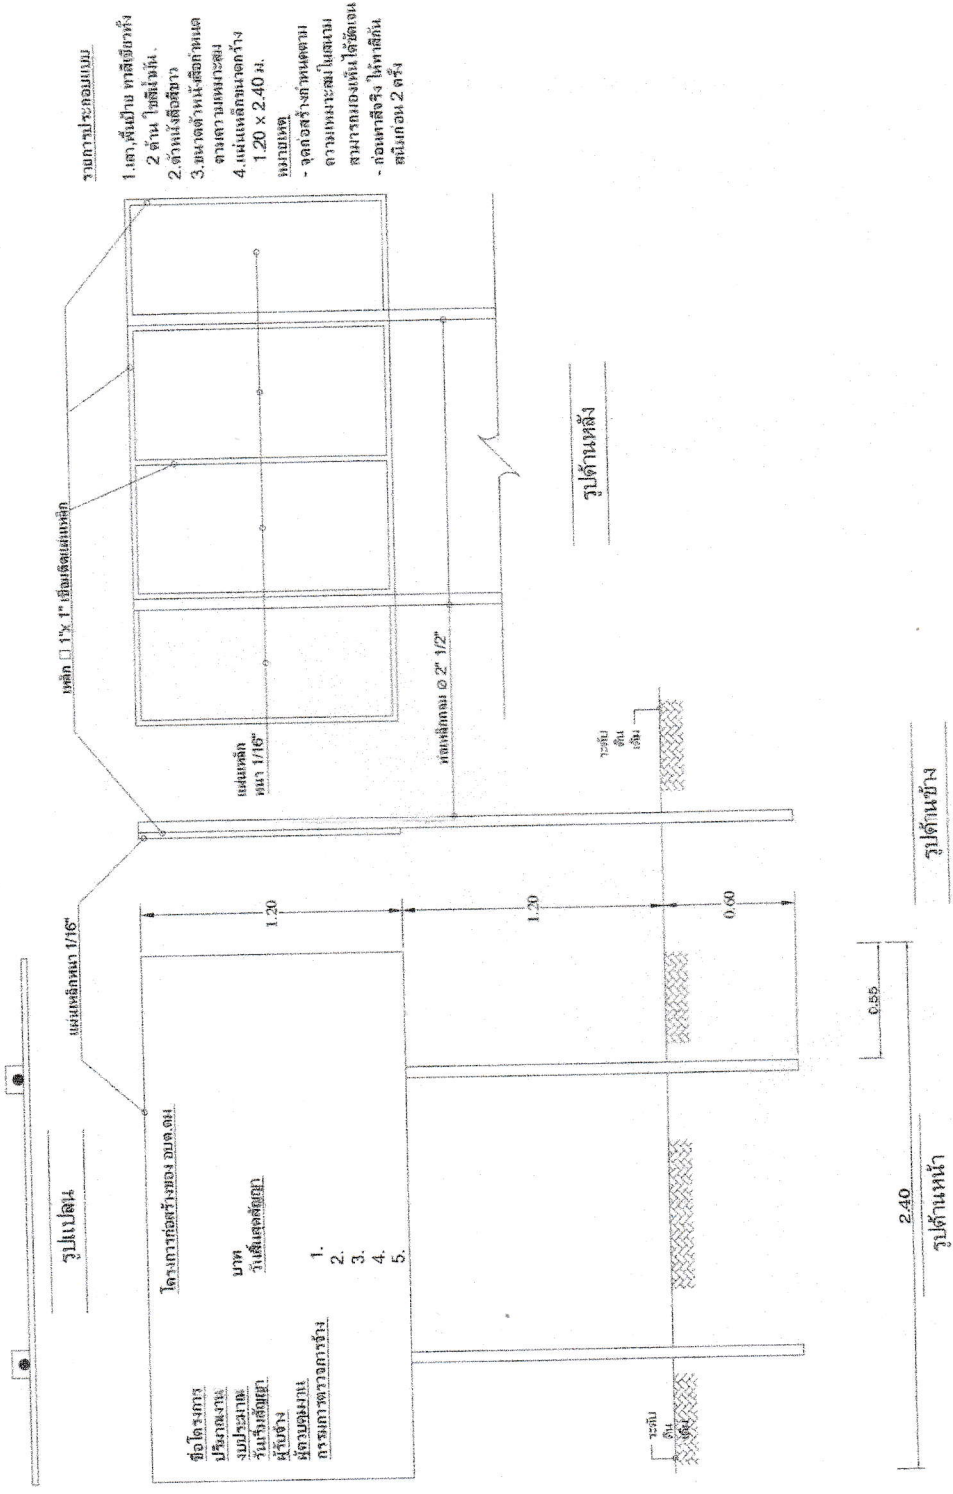 รูปแปลน
แผ่นเหล็กหนา 1/16"
เหล็ก □ 1"x 1" เชื่อมติดแผ่นเหล็ก
โครงการก่อสร้างของ อบต.ตม
ชื่อโครงการ
ปริมาณงาน
งบประมาณ บาท
วันเริ่มสัญญา วันสิ้นสุดสัญญา
ผู้รับจ้าง
ผู้ควบคุมงาน
กรรมการตรวจการจ้าง 1.
2.
3.
4.
5.
1.20
1.20
0.60
ระดับ
ดิน
เดิม
0.55
2.40
รูปด้านหน้า
แผ่นเหล็ก
หนา 1/16"
ท่อเหล็กกลม Ø 2" 1/2"
ระดับ
ดิน
เดิม
รูปด้านข้าง
รูปด้านหลัง
รายการประกอบแบบ
1.เสา,พื้นป้าย ทาสีเขียวทั้ง
2 ด้าน ใช้สีน้ำมัน.
2.ตัวหนังสือสีขาว
3.ขนาดตัวหนังสือกำหนด
ตามความเหมาะสม
4.แผ่นเหล็กขนาดกว้าง
1.20 x 2.40 ม.
หมายเหตุ
- จุดก่อสร้างกำหนดตาม
ความเหมาะสม ในสนาม
สามารถมองเห็นได้ชัดเจน
- ก่อนทาสีจริง ให้ทาสีกัน
สนิมก่อน 2 ครั้ง